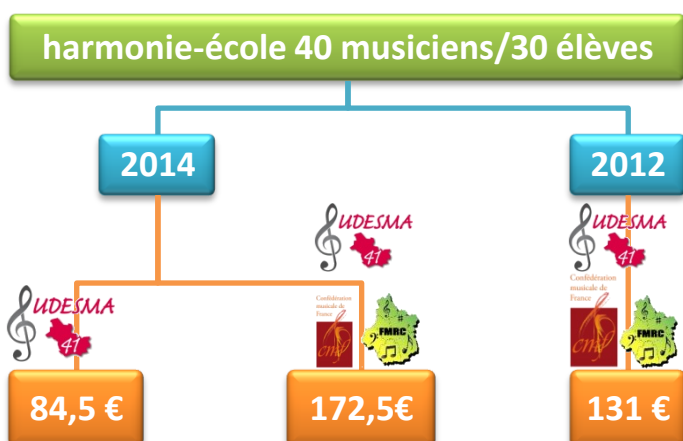 harmonie-école 40 musiciens/30 élèves
2014
2012
UDESMA
41
UDESMA
41
UDESMA
41
Confédération
musicale de
France
cmf
FMRC
Confédération
musicale de
France
cmf
FMRC
84,5 €
172,5€
131 €